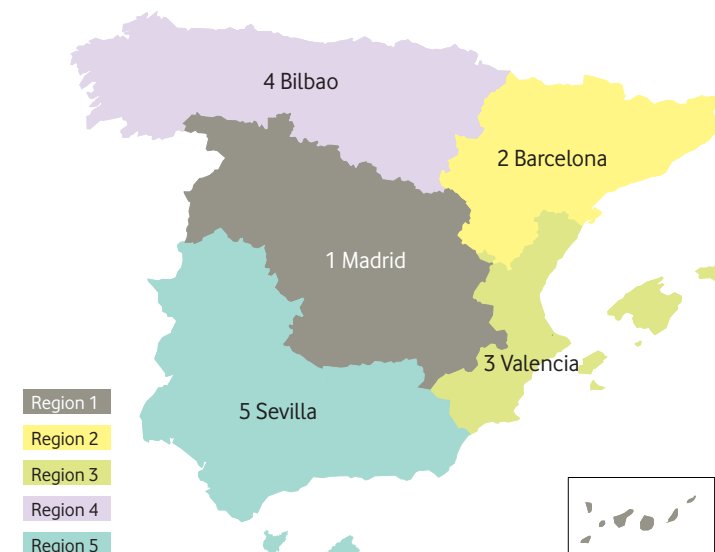 4 Bilbao
2 Barcelona
1 Madrid
3 Valencia
5 Sevilla
Region 1
Region 2
Region 3
Region 4
Region 5